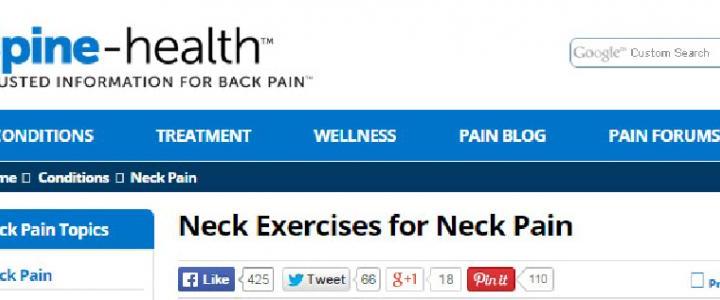 pine-health™
USTED INFORMATION FOR BACK PAIN™
Google™ Custom Search
CONDITIONS TREATMENT WELLNESS PAIN BLOG PAIN FORUMS
me Conditions Neck Pain
ck Pain Topics
Neck Exercises for Neck Pain
ck Pain
Like 425 Tweet 66 g+1 18 Pin it 110